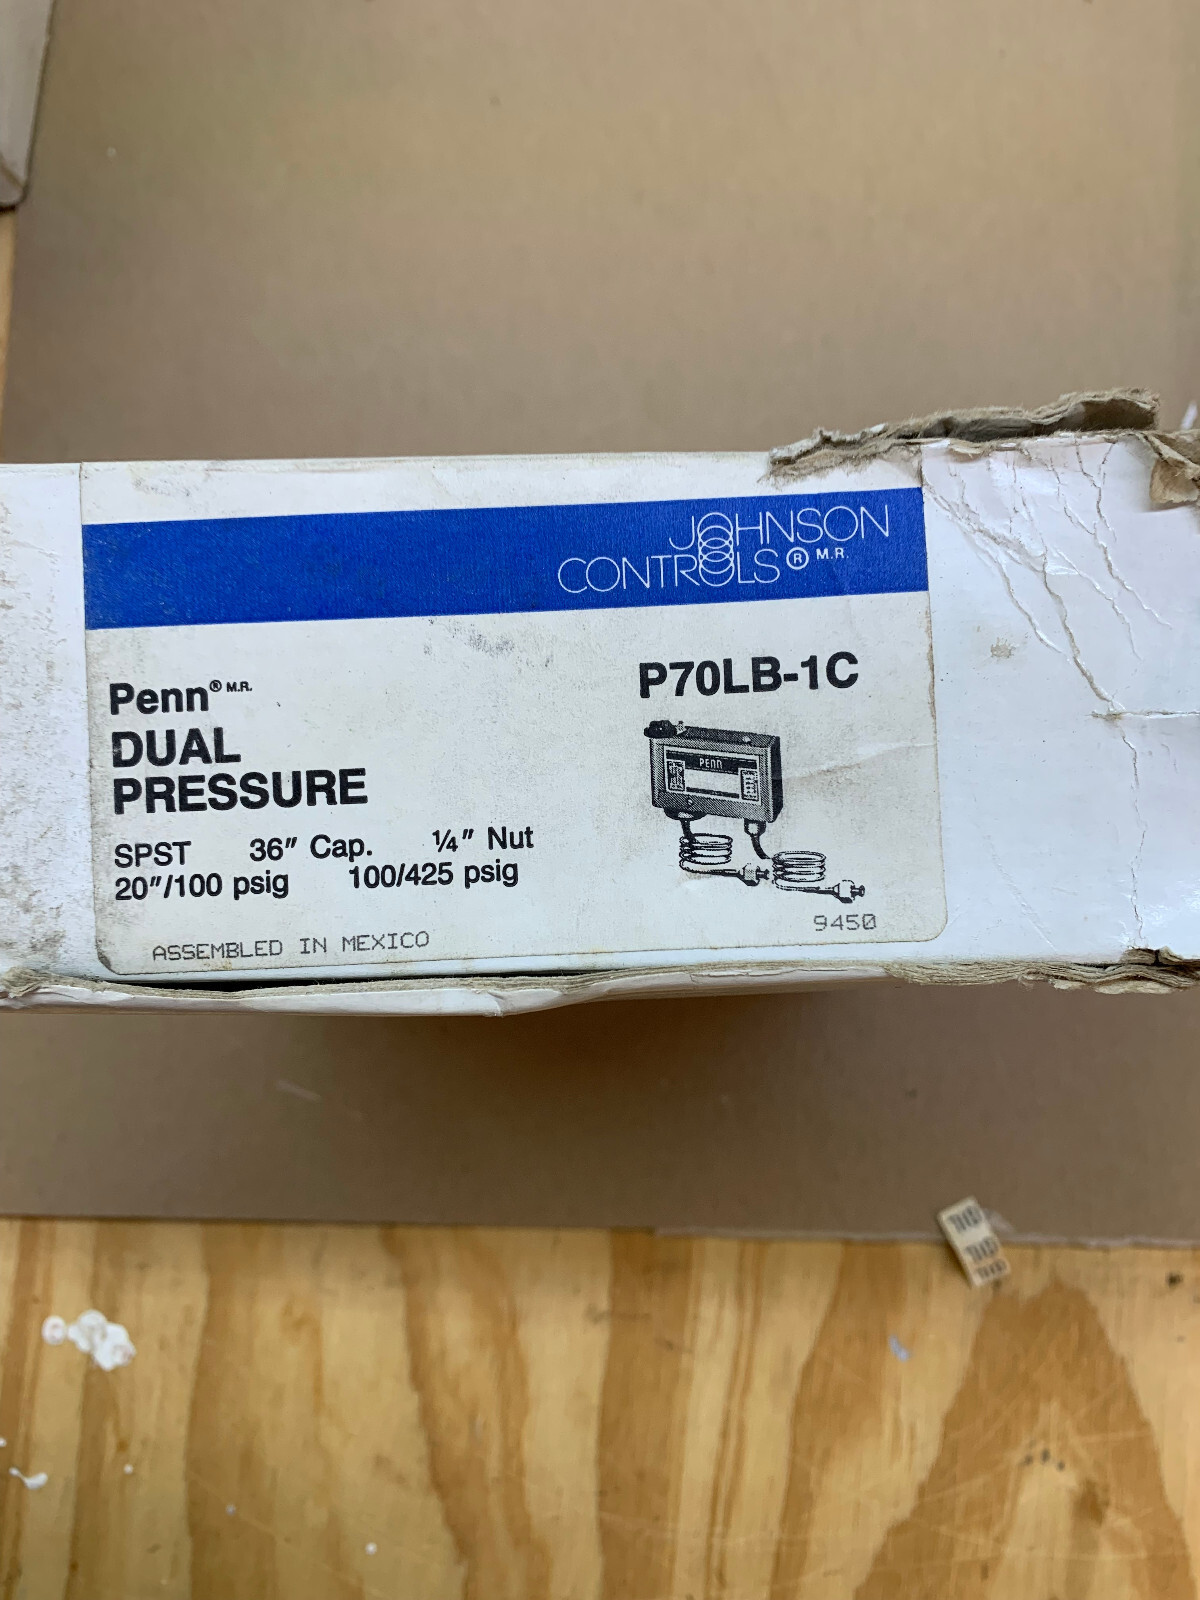 JOHNSON
CONTROLS ® M.R.
Penn® M.R.
P70LB-1C
DUAL
PRESSURE
PENN
SPST 36" Cap. ¼" Nut
20"/100 psig 100/425 psig
9450
ASSEMBLED IN MEXICO